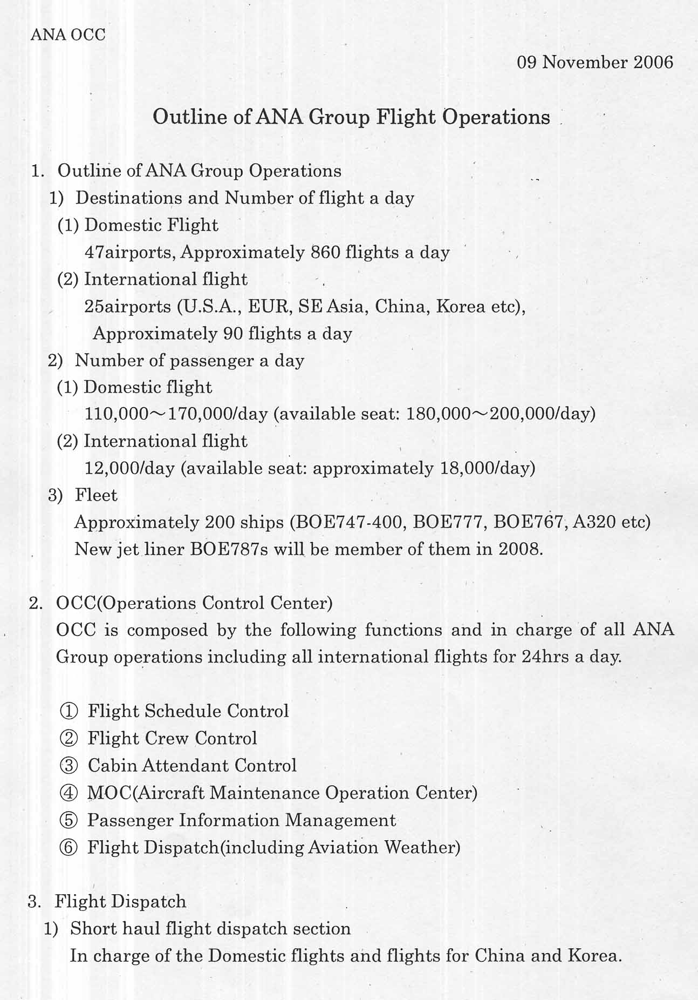 ANA OCC
09 November 2006
Outline of ANA Group Flight Operations
1. Outline of ANA Group Operations
1) Destinations and Number of flight a day
(1) Domestic Flight
47airports, Approximately 860 flights a day
(2) International flight
25airports (U.S.A., EUR, SE Asia, China, Korea etc),
Approximately 90 flights a day
2) Number of passenger a day
(1) Domestic flight
110,000～170,000/day (available seat: 180,000～200,000/day)
(2) International flight
12,000/day (available seat: approximately 18,000/day)
3) Fleet
Approximately 200 ships (BOE747-400, BOE777, BOE767, A320 etc)
New jet liner BOE787s will be member of them in 2008.
2. OCC(Operations Control Center)
OCC is composed by the following functions and in charge of all ANA
Group operations including all international flights for 24hrs a day.
① Flight Schedule Control
② Flight Crew Control
③ Cabin Attendant Control
④ MOC(Aircraft Maintenance Operation Center)
⑤ Passenger Information Management
⑥ Flight Dispatch(including Aviation Weather)
3. Flight Dispatch
1) Short haul flight dispatch section
In charge of the Domestic flights and flights for China and Korea.